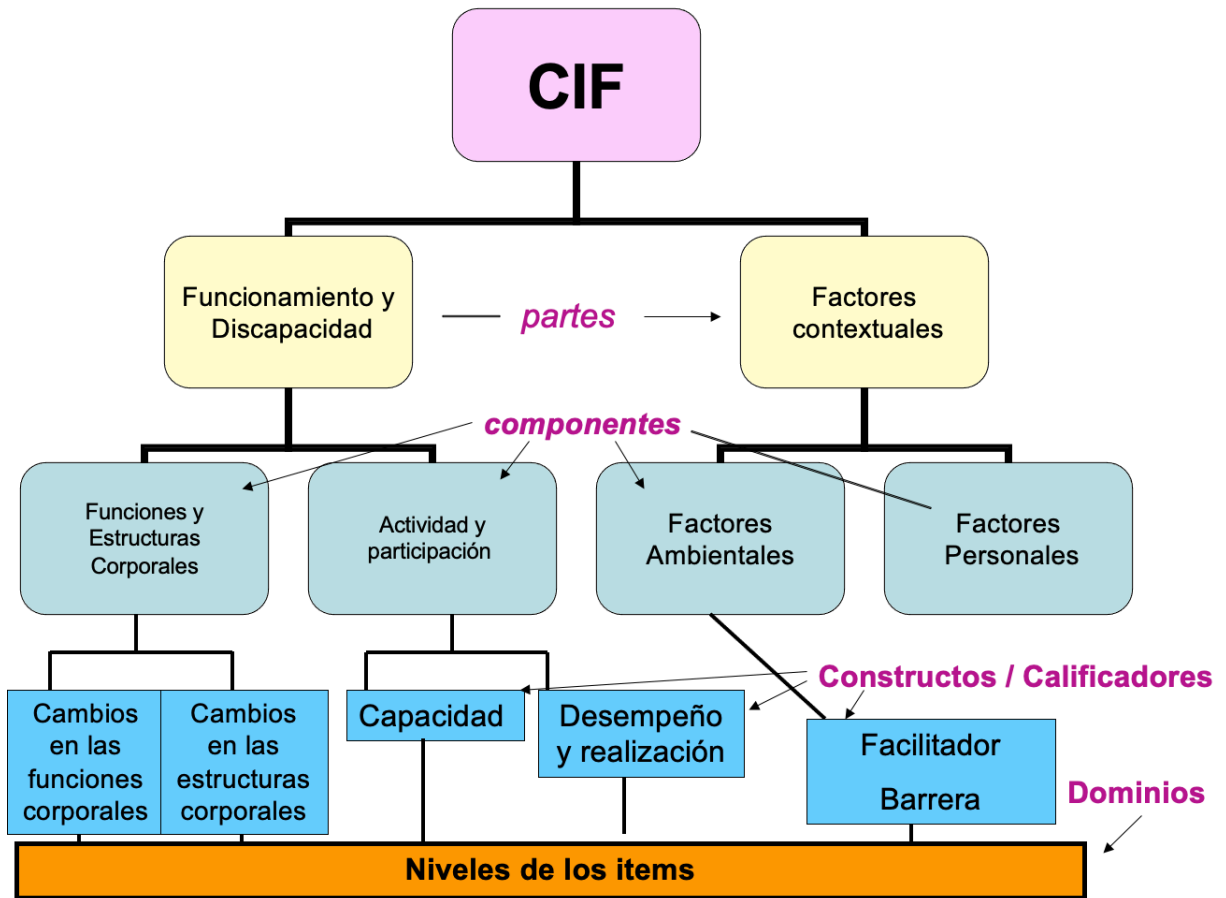 CIF
Funcionamiento y
Discapacidad
partes
Factores
contextuales
componentes
Funciones y
Estructuras
Corporales
Actividad y
participación
Factores
Ambientales
Factores
Personales
Constructos / Calificadores
Cambios
en las
funciones
corporales
Cambios
en las
estructuras
corporales
Capacidad
Desempeño
y realización
Facilitador
Barrera
Dominios
Niveles de los items